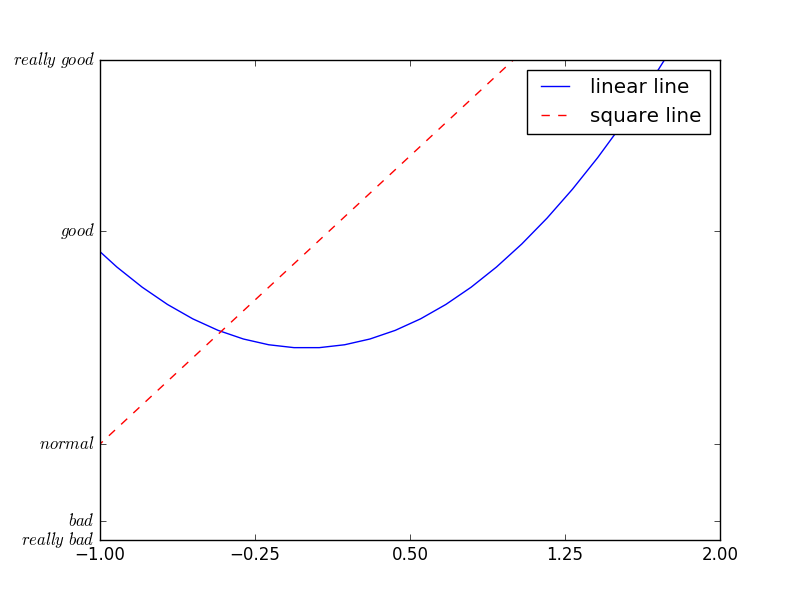 really good
linear line
square line
good
normal
bad
really bad
−1.00 −0.25 0.50 1.25 2.00